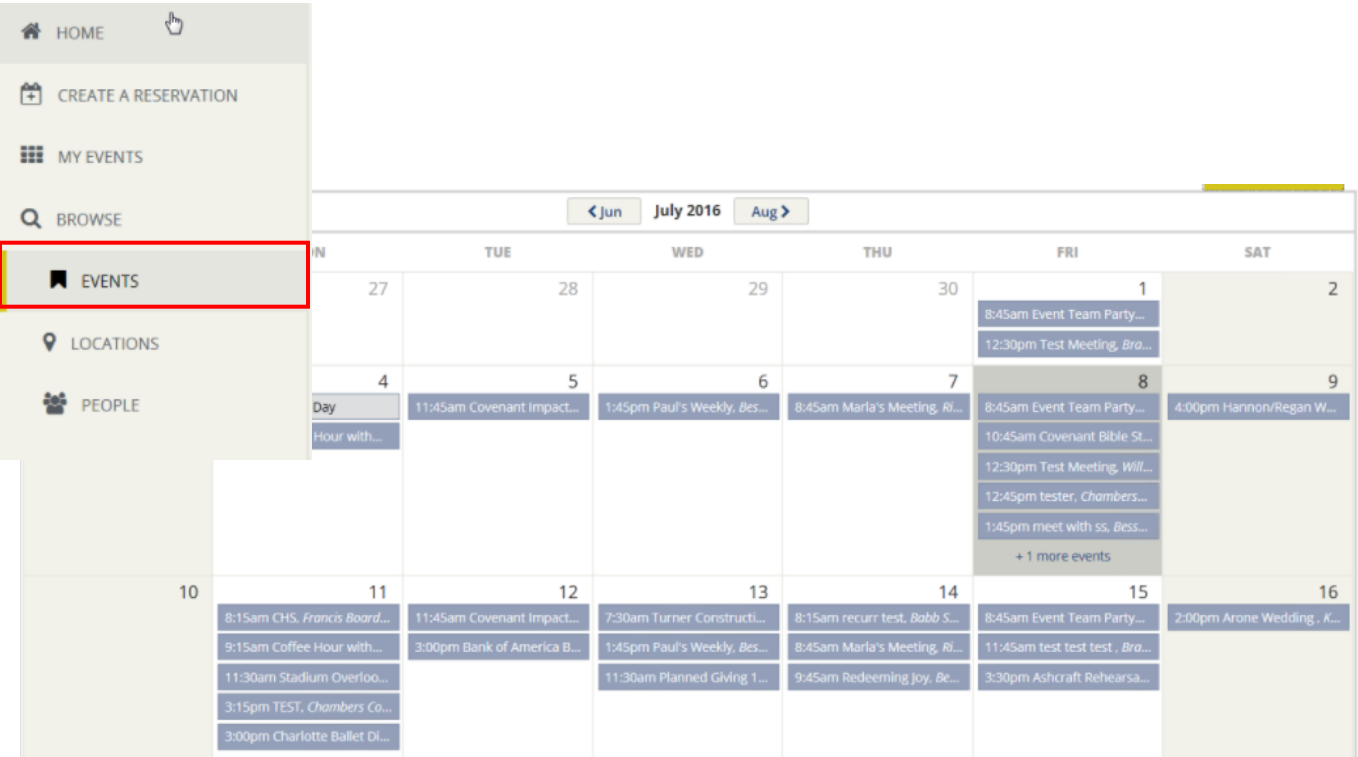 HOME
CREATE A RESERVATION
MY EVENTS
BROWSE
EVENTS
LOCATIONS
PEOPLE
Jun July 2016 Aug
TUE WED THU FRI SAT
27 28 29 30 1 2
8:45am Event Team Party...
12:30pm Test Meeting, Bra...
4 5 6 7 8 9
Day 11:45am Covenant Impact... 1:45pm Paul's Weekly, Bes... 8:45am Marla's Meeting, Ri... 8:45am Event Team Party... 4:00pm Hannon/Regan W...
Hour with... 10:45am Covenant Bible St...
12:30pm Test Meeting, Will...
12:45pm tester, Chambers...
1:45pm meet with ss, Bess...
+ 1 more events
10 11 12 13 14 15 16
8:15am CHS, Francis Board... 11:45am Covenant Impact... 7:30am Turner Constructi... 8:15am recurr test, Babb S... 8:45am Event Team Party... 2:00pm Arone Wedding , K...
9:15am Coffee Hour with... 3:00pm Bank of America B... 1:45pm Paul's Weekly, Bes... 8:45am Marla's Meeting, Ri... 11:45am test test test , Bra...
11:30am Stadium Overloo... 11:30am Planned Giving 1... 9:45am Redeeming Joy, Be... 3:30pm Ashcraft Rehearsa...
3:15pm TEST, Chambers Co...
3:00pm Charlotte Ballet Di...